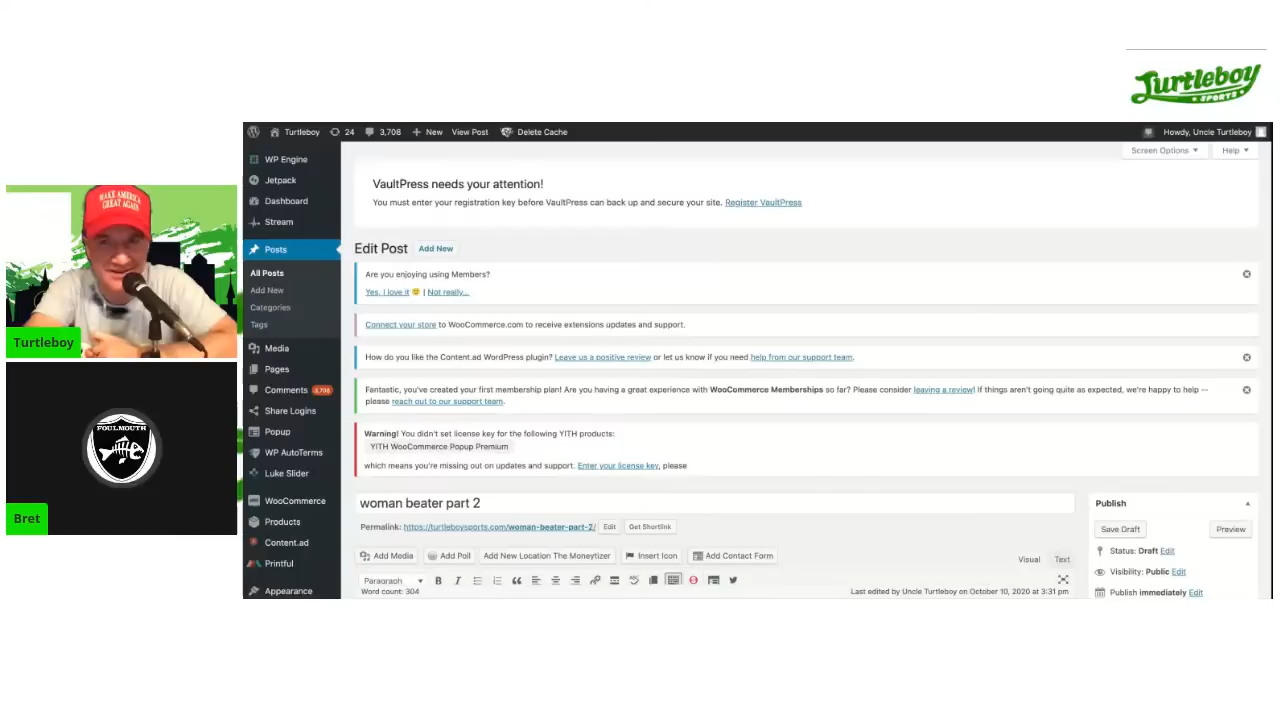 Turtleboy
SPORTS
Turtleboy
24
3,708
New
View Post
Delete Cache
Howdy, Uncle Turtleboy
Screen Options
Help
WP Engine
Jetpack
Dashboard
Stream
Posts
All Posts
Add New
Categories
Tags
Media
Pages
Comments 3,708
Share Logins
Popup
WP AutoTerms
Luke Slider
WooCommerce
Products
Content.ad
Printful
Appearance
VaultPress needs your attention!
You must enter your registration key before VaultPress can back up and secure your site. Register VaultPress
Edit Post Add New
Are you enjoying using Members?
Yes, I love it | Not really...
Connect your store to WooCommerce.com to receive extensions updates and support.
How do you like the Content.ad WordPress plugin? Leave us a positive review or let us know if you need help from our support team.
Fantastic, you've created your first membership plan! Are you having a great experience with WooCommerce Memberships so far? Please consider leaving a review! If things aren't going quite as expected, we're happy to help --
please reach out to our support team.
Warning! You didn't set license key for the following YITH products:
YITH WooCommerce Popup Premium
which means you're missing out on updates and support. Enter your license key, please
woman beater part 2
Permalink: https://turtleboysports.com/woman-beater-part-2/ Edit Get Shortlink
Add Media Add Poll Add New Location The Moneytizer Insert Icon Add Contact Form
Visual Text
Paragraph B I
Word count: 304
Last edited by Uncle Turtleboy on October 10, 2020 at 3:31 pm
Publish
Save Draft Preview
Status: Draft Edit
Visibility: Public Edit
Publish immediately Edit
MAKE AMERICA
GREAT AGAIN
Turtleboy
FOULMOUTH
Bret